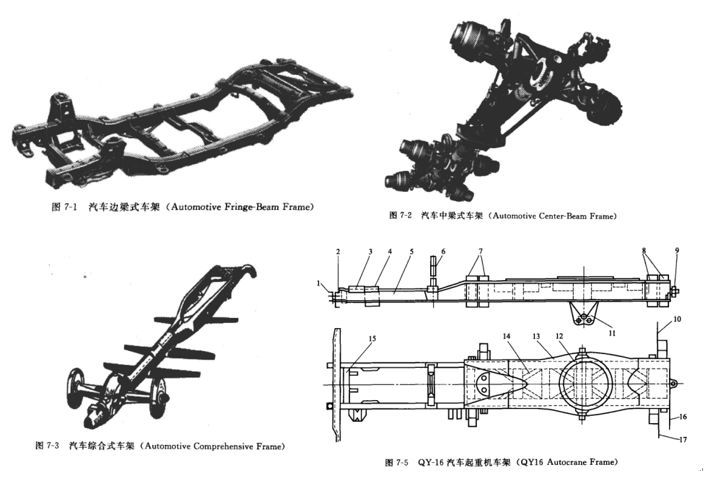 图 7-1 汽车边梁式车架（Automotive Fringe-Beam Frame）
图 7-2 汽车中梁式车架（Automotive Center-Beam Frame）
图 7-3 汽车综合式车架（Automotive Comprehensive Frame）
2 3 4 5 6 7 8 9
1
11
10
15 14 13 12
16
17
图 7-5 QY-16 汽车起重机车架（QY16 Autocrane Frame）